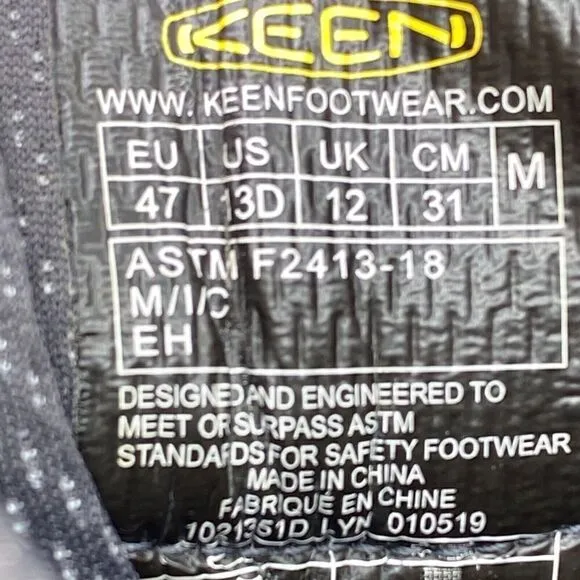 KEEN
WWW.KEENFOOTWEAR.COM
EU US UK CM M
47 13D 12 31
ASTM F2413-18
M/I/C
EH
DESIGNED AND ENGINEERED TO
MEET OR SURPASS ASTM
STANDARDS FOR SAFETY FOOTWEAR
MADE IN CHINA
FABRIQUÉ EN CHINE
1021351D LYN 010519